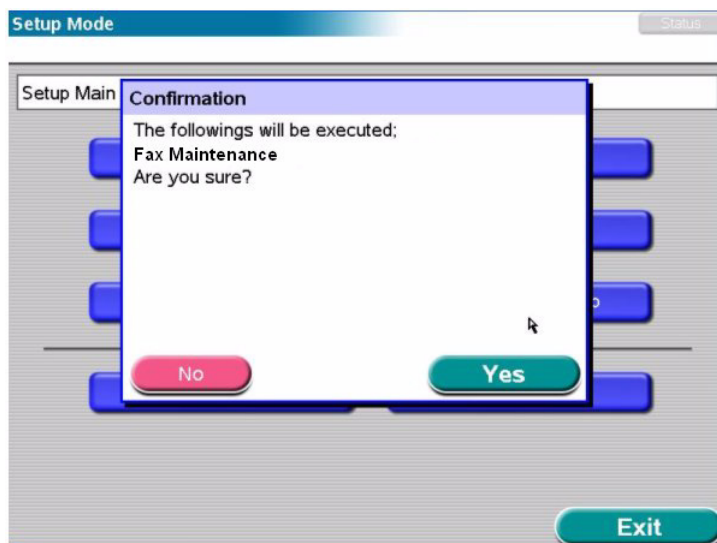 Setup Mode
Status
Setup Main
Confirmation
The followings will be executed;
Fax Maintenance
Are you sure?
No
Yes
Exit